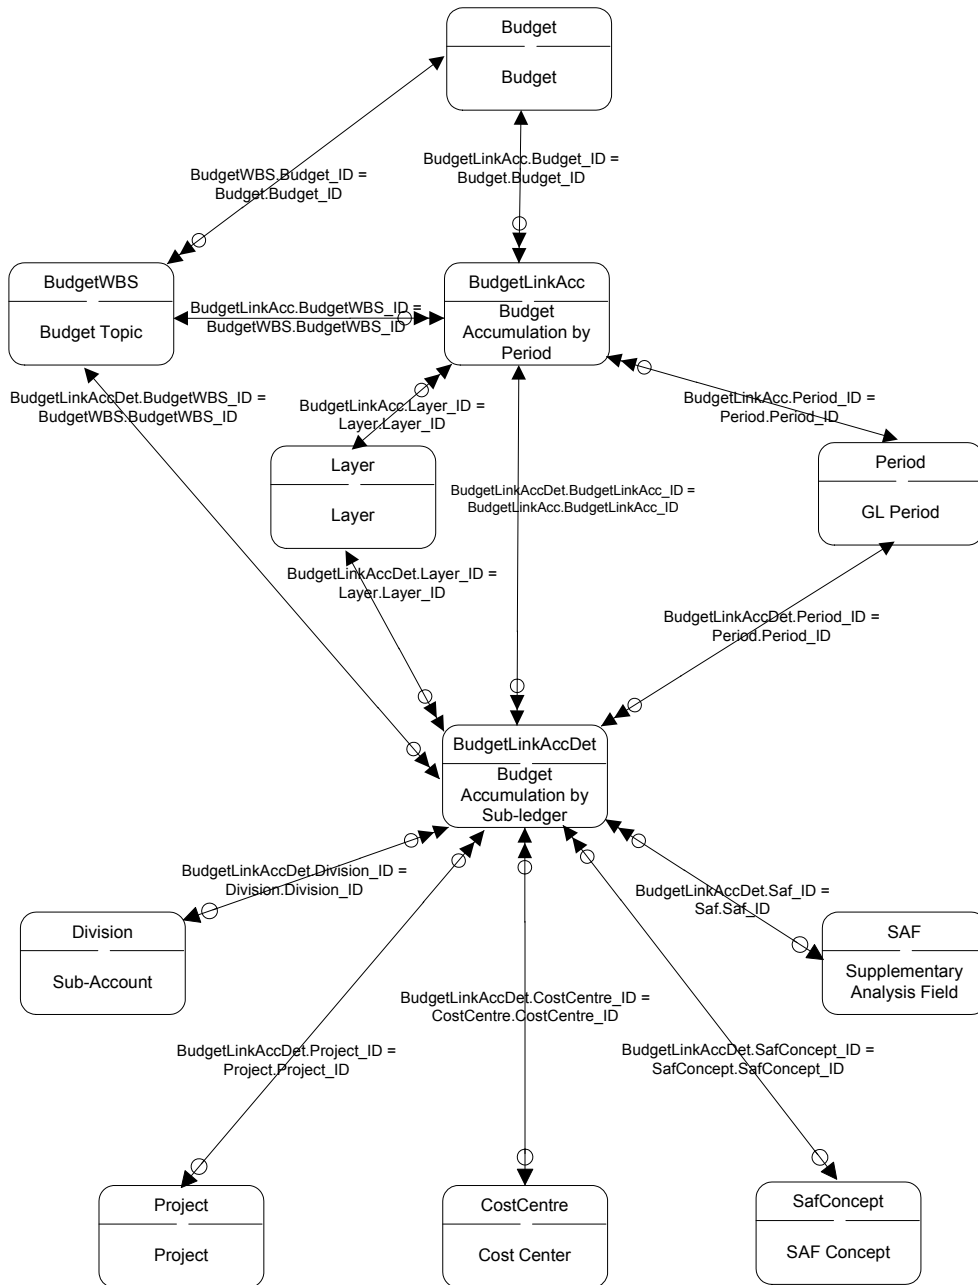 Budget
Budget
BudgetLinkAcc.Budget_ID =
Budget.Budget_ID
BudgetWBS.Budget_ID =
Budget.Budget_ID
BudgetWBS
Budget Topic
BudgetLinkAcc.BudgetWBS_ID =
BudgetWBS.BudgetWBS_ID
BudgetLinkAcc
Budget
Accumulation by
Period
BudgetLinkAccDet.BudgetWBS_ID =
BudgetWBS.BudgetWBS_ID
BudgetLinkAcc.Layer_ID =
Layer.Layer_ID
BudgetLinkAcc.Period_ID =
Period.Period_ID
Layer
Layer
BudgetLinkAccDet.BudgetLinkAcc_ID =
BudgetLinkAcc.BudgetLinkAcc_ID
Period
GL Period
BudgetLinkAccDet.Layer_ID =
Layer.Layer_ID
BudgetLinkAccDet.Period_ID =
Period.Period_ID
BudgetLinkAccDet
Budget
Accumulation by
Sub-ledger
BudgetLinkAccDet.Division_ID =
Division.Division_ID
BudgetLinkAccDet.Saf_ID =
Saf.Saf_ID
Division
Sub-Account
SAF
Supplementary
Analysis Field
BudgetLinkAccDet.CostCentre_ID =
CostCentre.CostCentre_ID
BudgetLinkAccDet.Project_ID =
Project.Project_ID
BudgetLinkAccDet.SafConcept_ID =
SafConcept.SafConcept_ID
Project
Project
CostCentre
Cost Center
SafConcept
SAF Concept